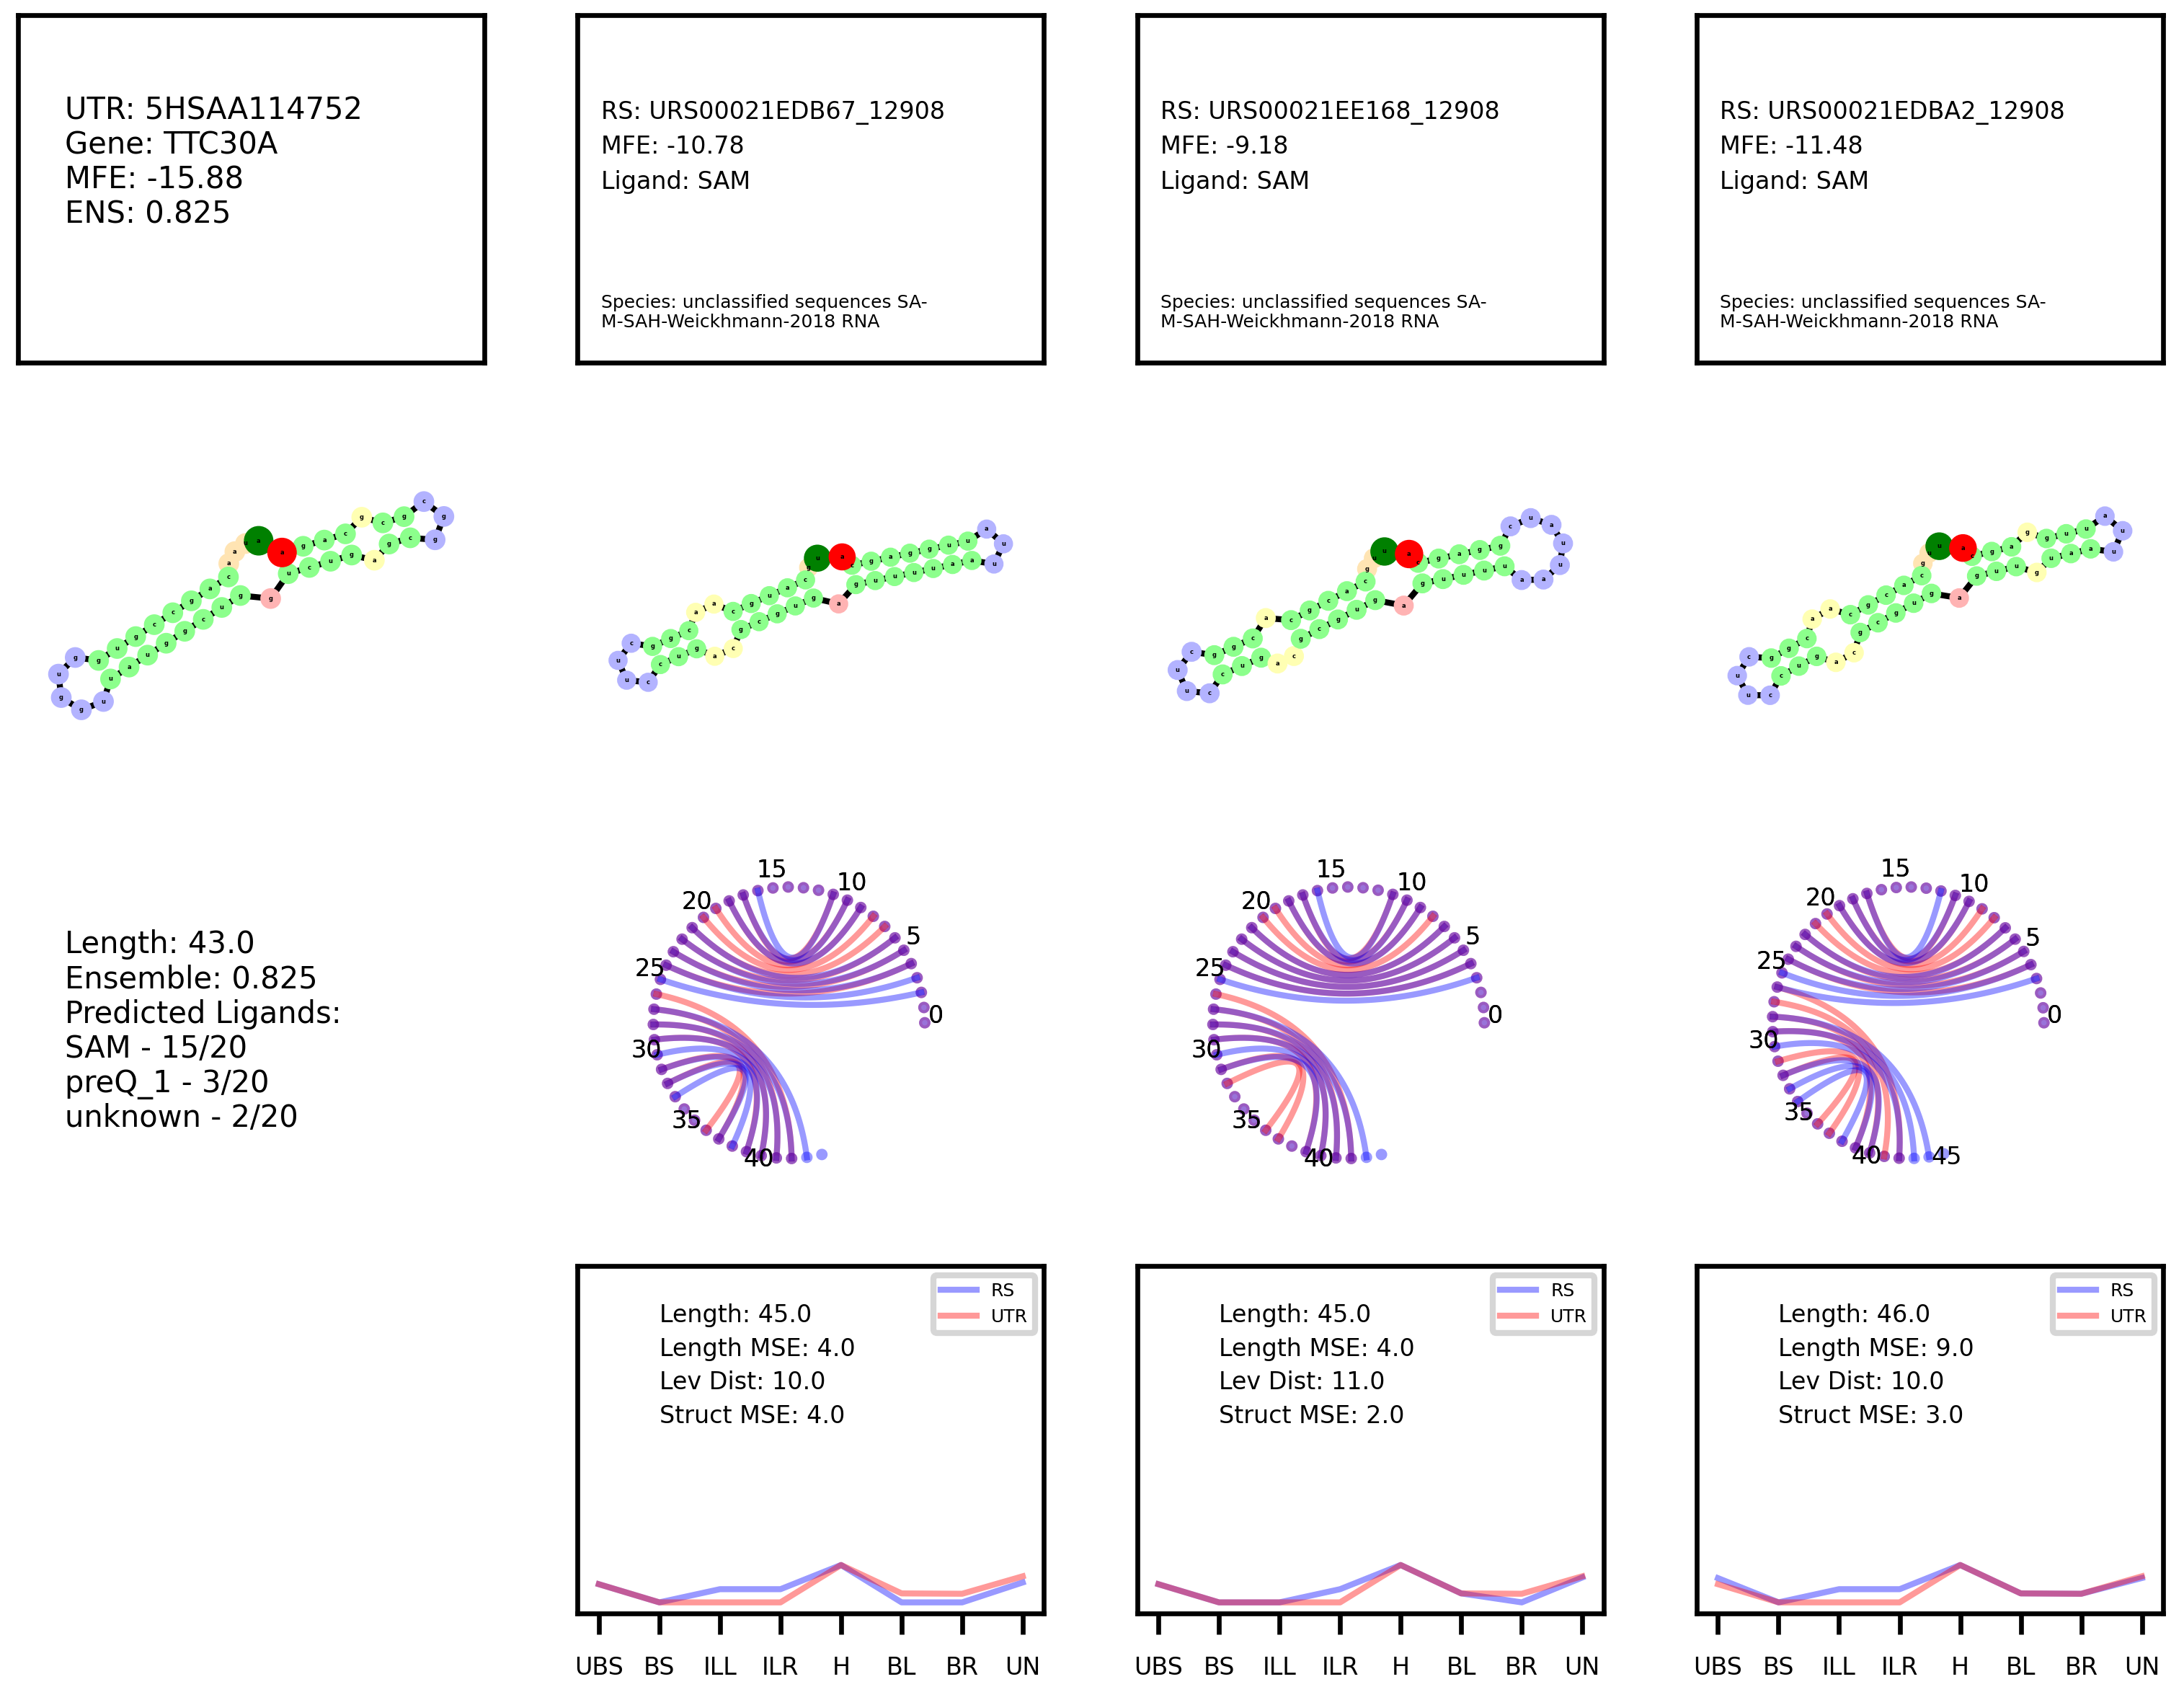 UTR: 5HSAA114752
Gene: TTC30A
MFE: -15.88
ENS: 0.825
RS: URS00021EDB67_12908
MFE: -10.78
Ligand: SAM
Species: unclassified sequences SA-
M-SAH-Weickhmann-2018 RNA
RS: URS00021EE168_12908
MFE: -9.18
Ligand: SAM
Species: unclassified sequences SA-
M-SAH-Weickhmann-2018 RNA
RS: URS00021EDBA2_12908
MFE: -11.48
Ligand: SAM
Species: unclassified sequences SA-
M-SAH-Weickhmann-2018 RNA
Length: 43.0
Ensemble: 0.825
Predicted Ligands:
SAM - 15/20
preQ_1 - 3/20
unknown - 2/20
0
5
10
15
20
25
30
35
40
0
5
10
15
20
25
30
35
40
0
5
10
15
20
25
30
35
40
45
RS
UTR
Length: 45.0
Length MSE: 4.0
Lev Dist: 10.0
Struct MSE: 4.0
UBS BS ILL ILR H BL BR UN
RS
UTR
Length: 45.0
Length MSE: 4.0
Lev Dist: 11.0
Struct MSE: 2.0
UBS BS ILL ILR H BL BR UN
RS
UTR
Length: 46.0
Length MSE: 9.0
Lev Dist: 10.0
Struct MSE: 3.0
UBS BS ILL ILR H BL BR UN